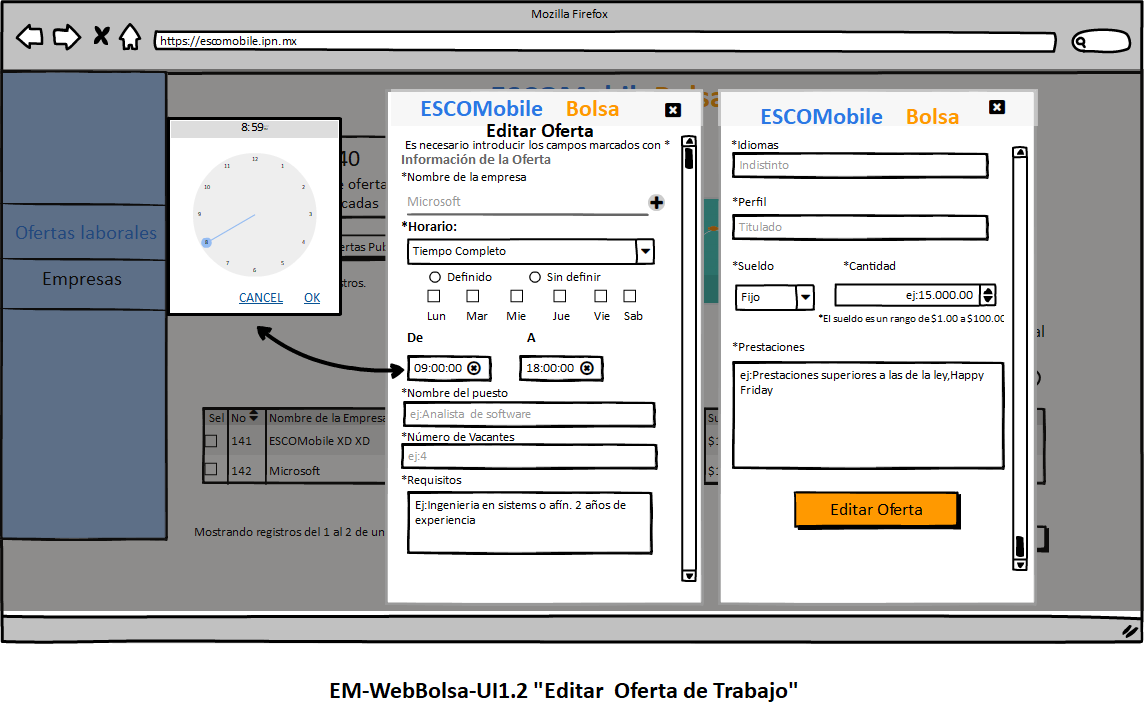 Mozilla Firefox
https://escomobile.ipn.mx
Ofertas laborales
Empresas
8:59
12
1
2
3
4
5
6
7
8
9
10
11
CANCEL OK
40
oferta
cadas
ertas Pub
stros.
Sel No Nombre de la Empresa
141 ESCOMobile XD XD
142 Microsoft
Mostrando registros del 1 al 2 de un
ESCOMobile Bolsa
Editar Oferta
Es necesario introducir los campos marcados con *
Información de la Oferta
*Nombre de la empresa
Microsoft
*Horario:
Tiempo Completo
Definido Sin definir
Lun Mar Mie Jue Vie Sab
De A
09:00:00 18:00:00
*Nombre del puesto
ej:Analista de software
*Número de Vacantes
ej:4
*Requisitos
Ej:Ingenieria en sistems o afín. 2 años de
experiencia
ESCOMobile Bolsa
*Idiomas
Indistinto
*Perfil
Titulado
*Sueldo *Cantidad
Fijo ej:15.000.00
*El sueldo es un rango de $1.00 a $100.00
*Prestaciones
ej:Prestaciones superiores a las de la ley,Happy
Friday
Editar Oferta
EM-WebBolsa-UI1.2 "Editar Oferta de Trabajo"